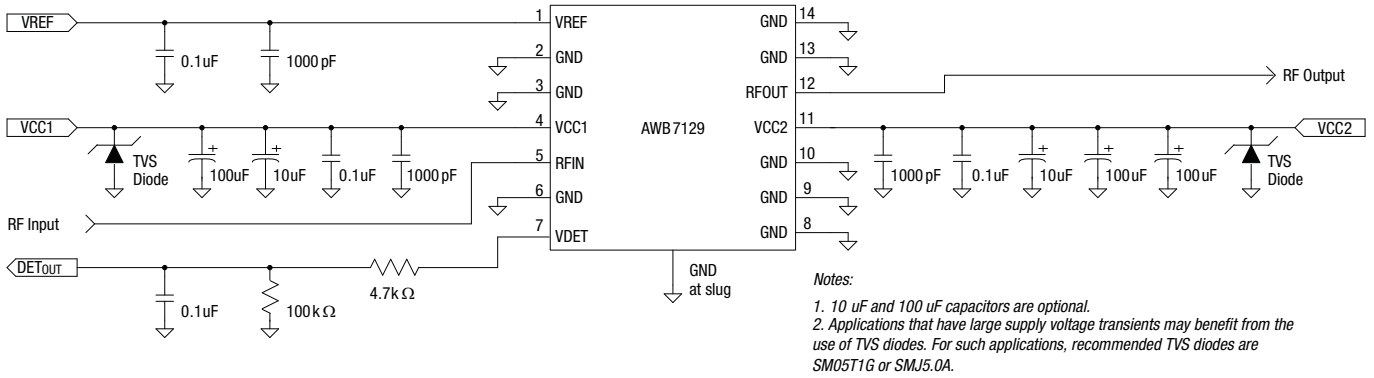 VREF
0.1uF
1000 pF
1 VREF
2 GND
3 GND
VCC1
TVS
Diode
100uF
10uF
0.1uF
1000 pF
4 VCC1
5 RFIN
6 GND
7 VDET
RF Input
DETOUT
0.1uF
100kΩ
4.7kΩ
AWB7129
GND
at slug
GND 14
GND 13
RFOUT 12
RF Output
VCC2 11
GND 10
GND 9
GND 8
1000 pF
0.1uF
10uF
100uF
100uF
TVS
Diode
VCC2
Notes:
1. 10 uF and 100 uF capacitors are optional.
2. Applications that have large supply voltage transients may benefit from the
use of TVS diodes. For such applications, recommended TVS diodes are
SM05T1G or SMJ5.0A.